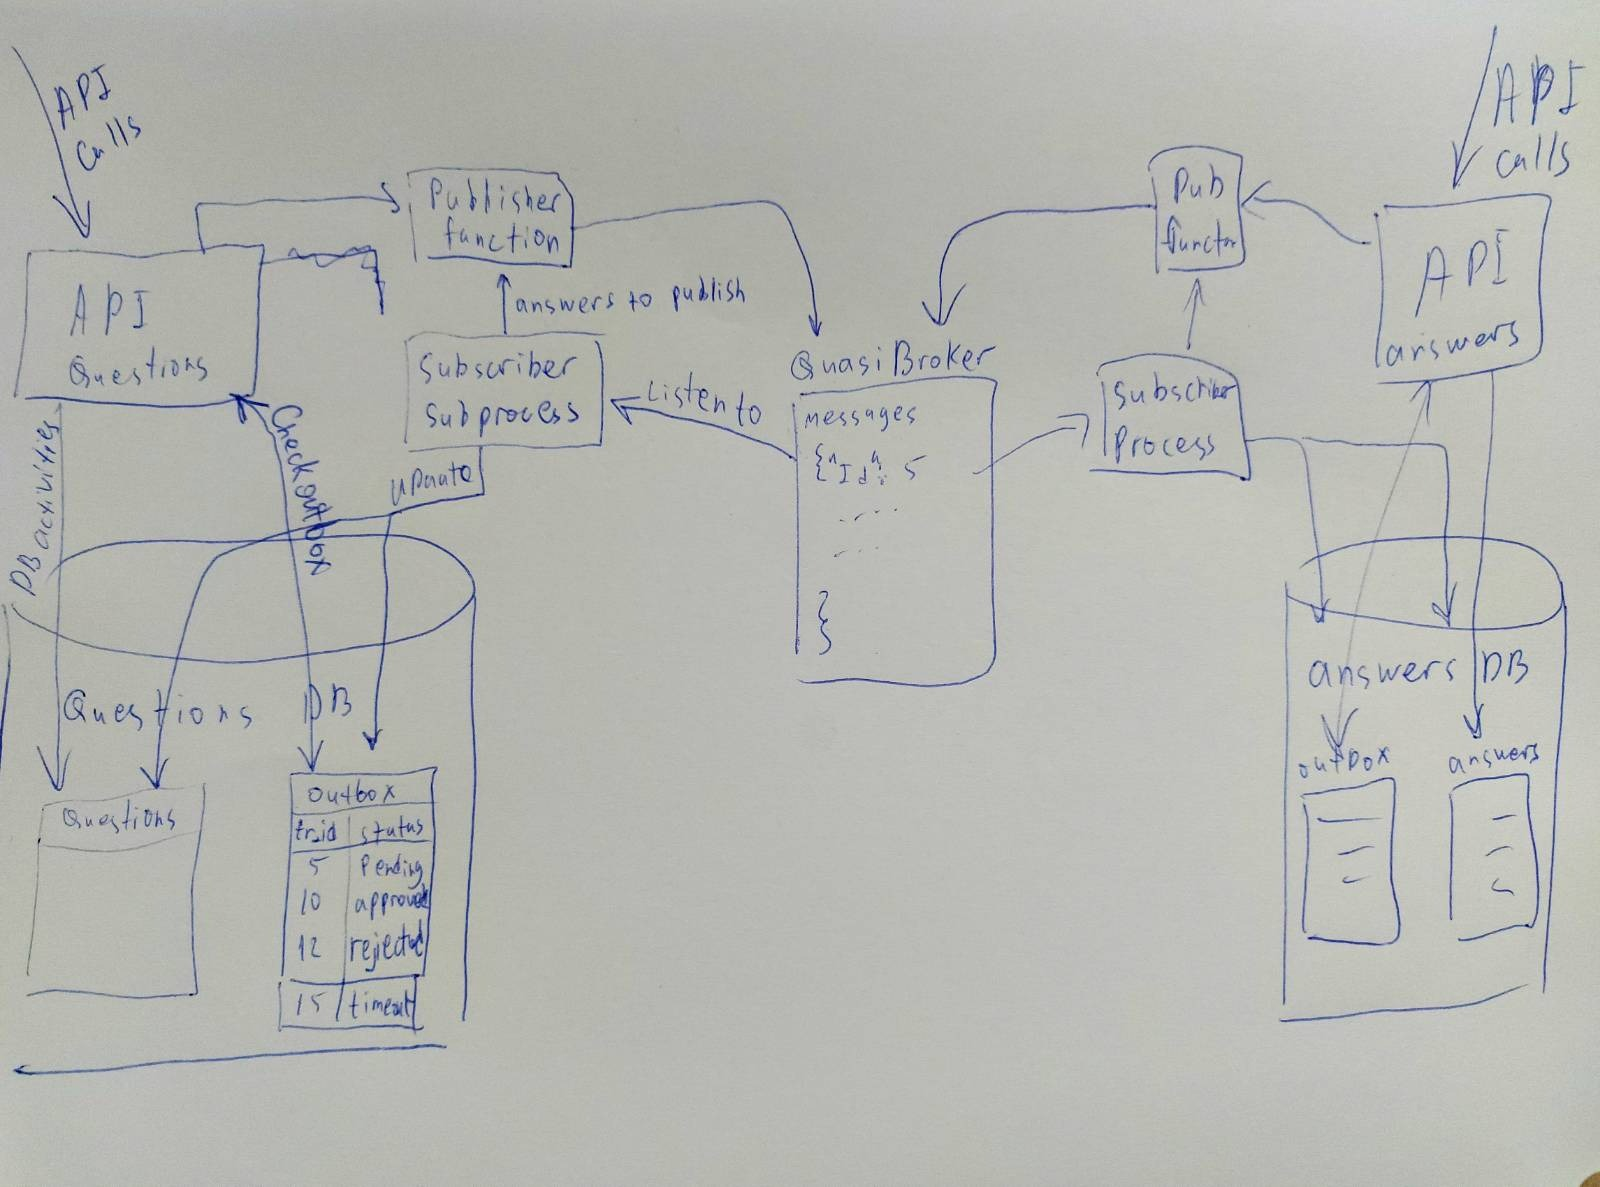 API
calls
API
Questions
Publisher
function
answers to publish
Subscriber
Subprocess
Listen to
update
Check outbox
DB activities
Questions DB
Questions
outbox
tr_id status
5 Pending
10 approved
12 rejected
15 timeout
QuasiBroker
messages
{"Id": 5
}
}
Pub
functor
Subscriber
Process
API
calls
API
answers
answers DB
outbox
answers